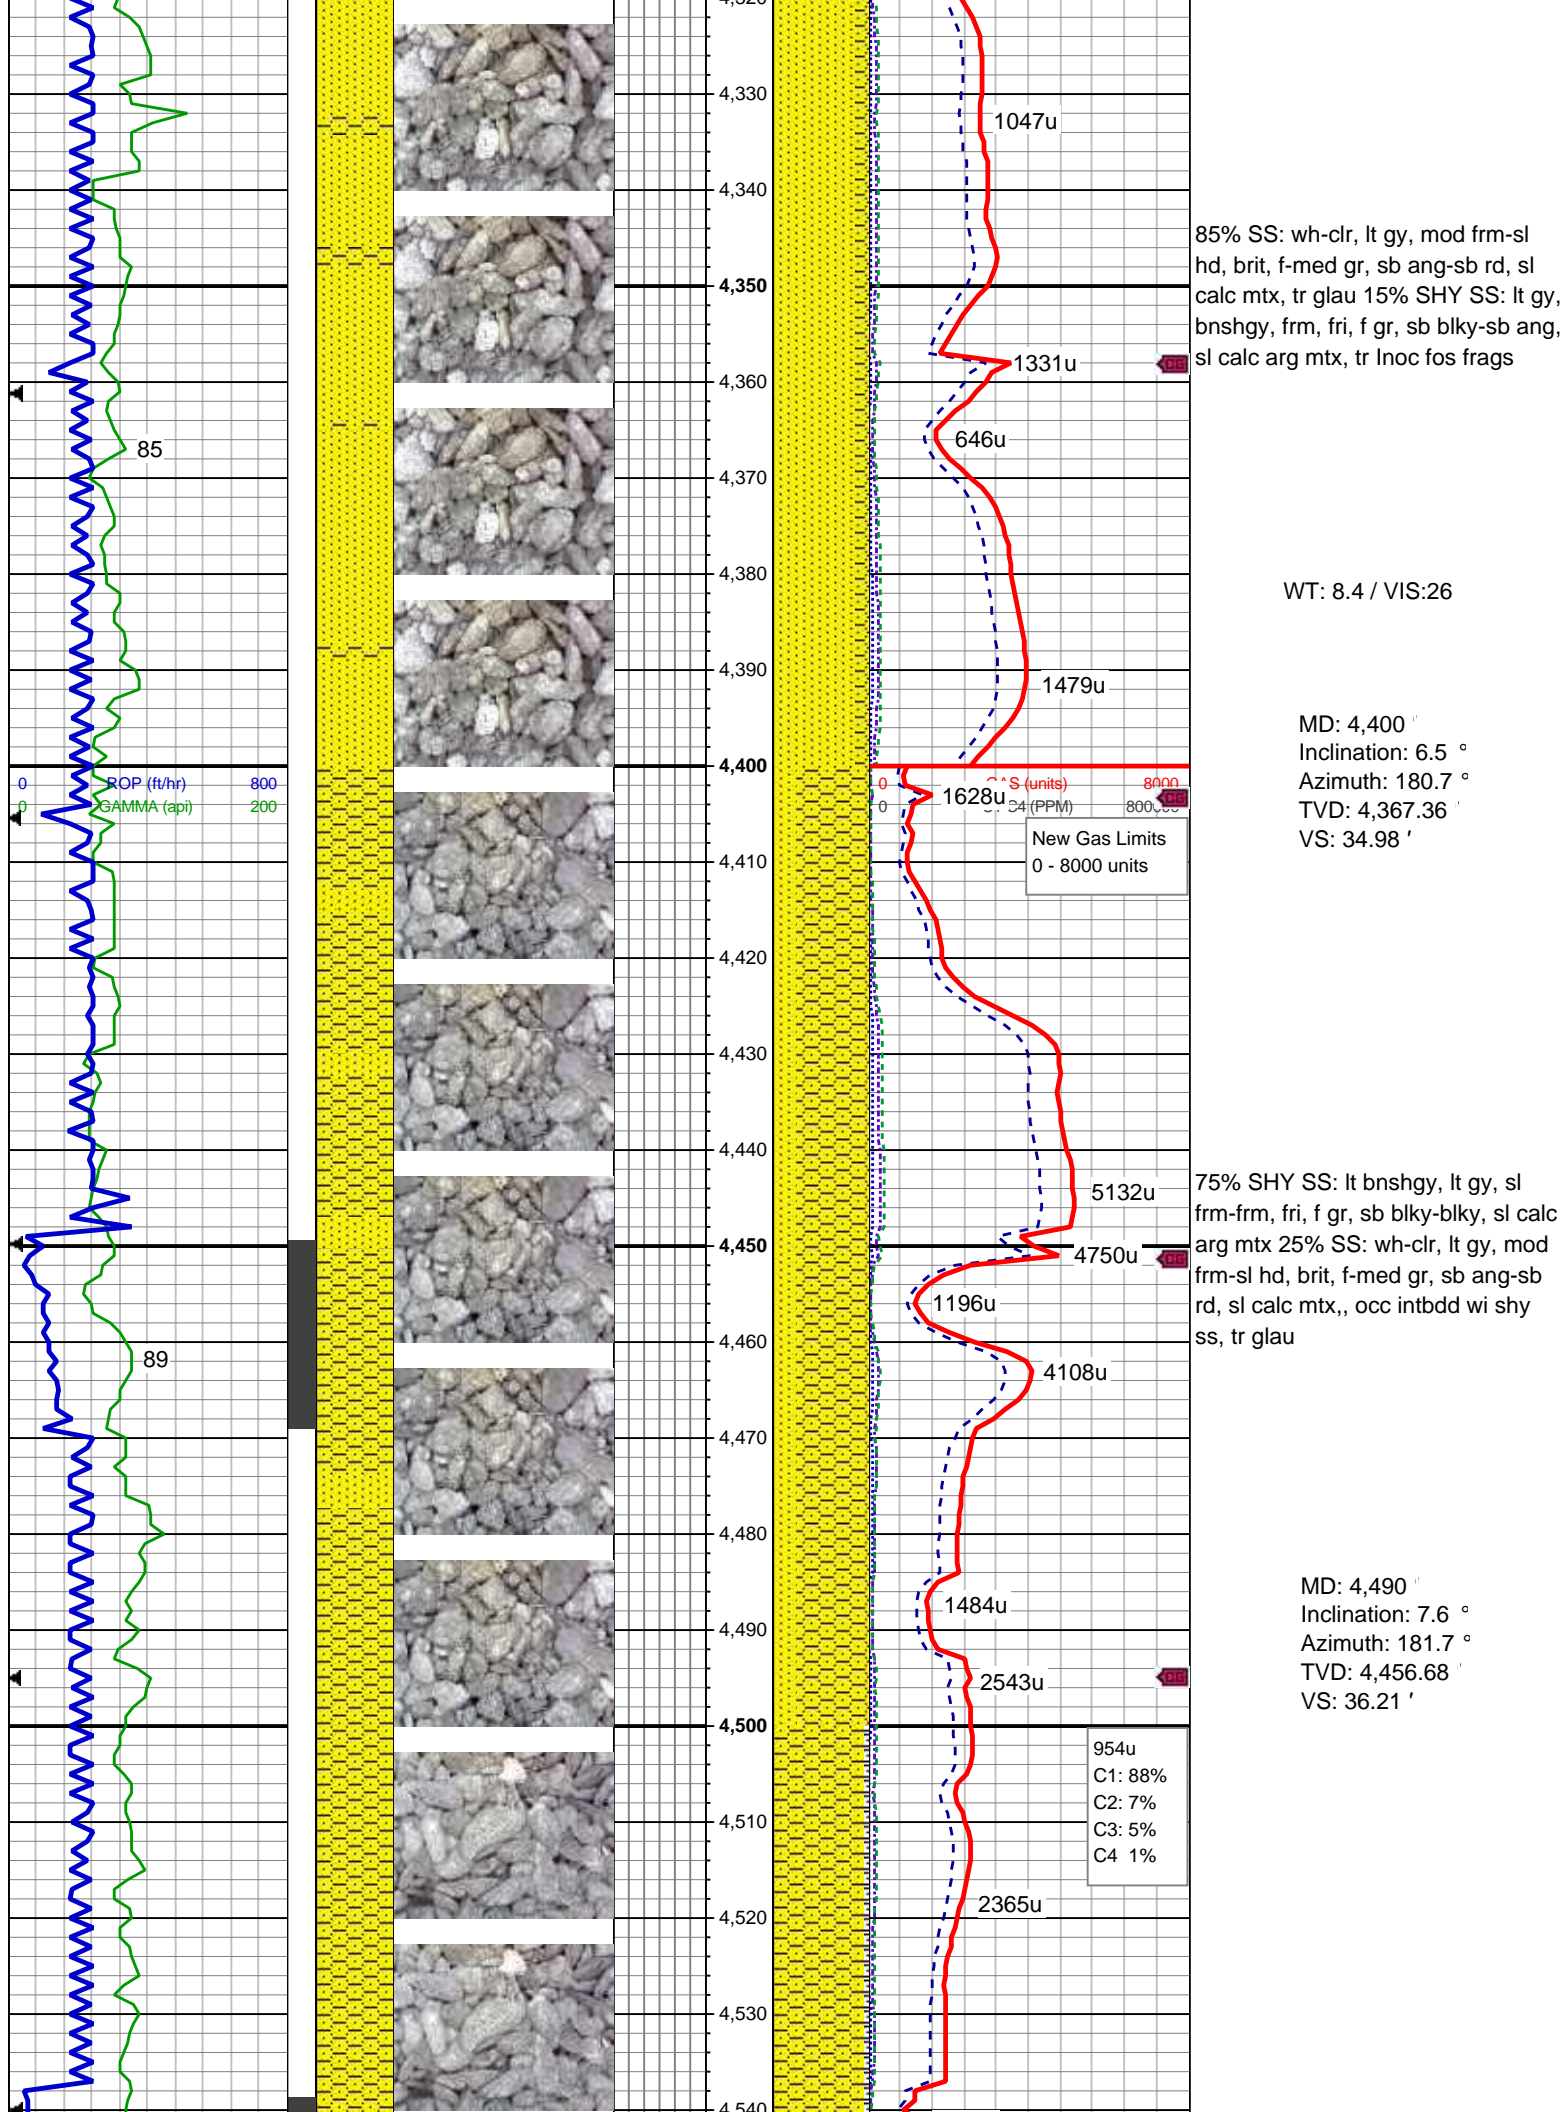 4,330
1047u
4,340
85% SS: wh-clr, lt gy, mod frm-sl
hd, brit, f-med gr, sb ang-sb rd, sl
calc mtx, tr glau 15% SHY SS: lt gy,
bnshgy, frm, fri, f gr, sb blky-sb ang,
sl calc arg mtx, tr Inoc fos frags
4,350
1331u
OG
4,360
85
646u
4,370
4,380
WT: 8.4 / VIS:26
4,390
1479u
MD: 4,400 '
Inclination: 6.5 °
Azimuth: 180.7 °
TVD: 4,367.36 '
VS: 34.98 '
4,400
0 ROP (ft/hr) 800
0 GAMMA (api) 200
0 GAS (units) 8000
0 C4 (PPM)
1628u
OG
New Gas Limits
0 - 8000 units
4,410
4,420
4,430
4,440
75% SHY SS: lt bnshgy, lt gy, sl
frm-frm, fri, f gr, sb blky-blky, sl calc
arg mtx 25% SS: wh-clr, lt gy, mod
frm-sl hd, brit, f-med gr, sb ang-sb
rd, sl calc mtx,, occ intbdd wi shy
ss, tr glau
5132u
4,450
4750u
OG
1196u
4,460
89
4108u
4,470
4,480
1484u
MD: 4,490 '
Inclination: 7.6 °
Azimuth: 181.7 °
TVD: 4,456.68 '
VS: 36.21 '
4,490
2543u
OG
4,500
954u
C1: 88%
C2: 7%
C3: 5%
C4 1%
4,510
2365u
4,520
4,530
4,540